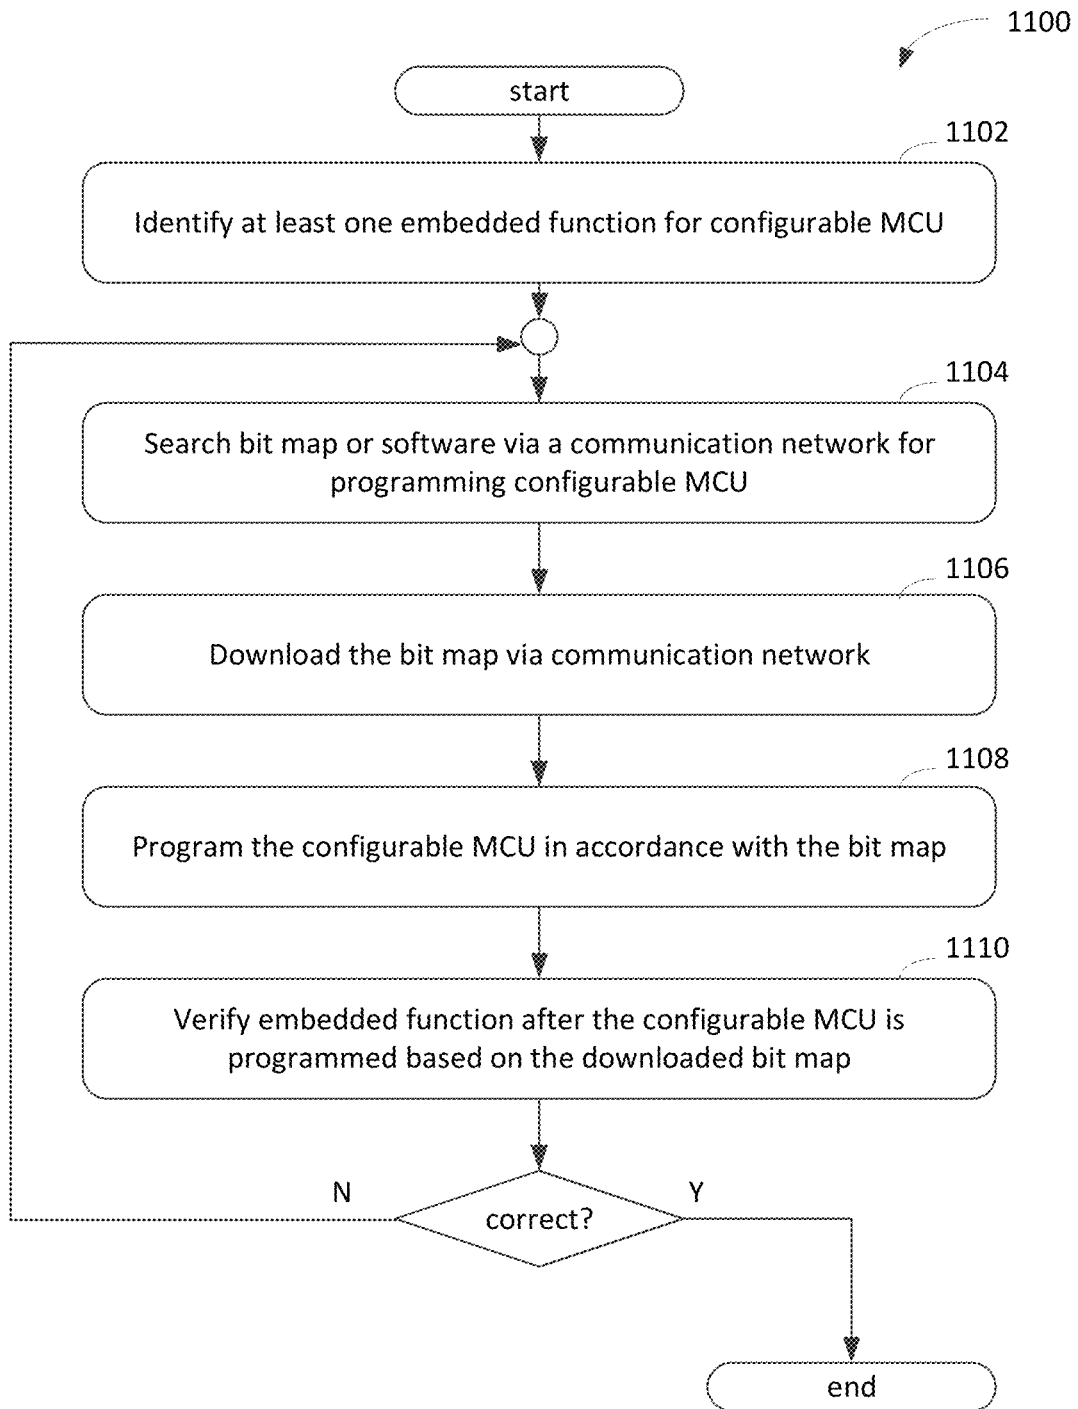 1100
start
1102
Identify at least one embedded function for configurable MCU
1104
Search bit map or software via a communication network for
programming configurable MCU
1106
Download the bit map via communication network
1108
Program the configurable MCU in accordance with the bit map
1110
Verify embedded function after the configurable MCU is
programmed based on the downloaded bit map
N
Y
correct?
end